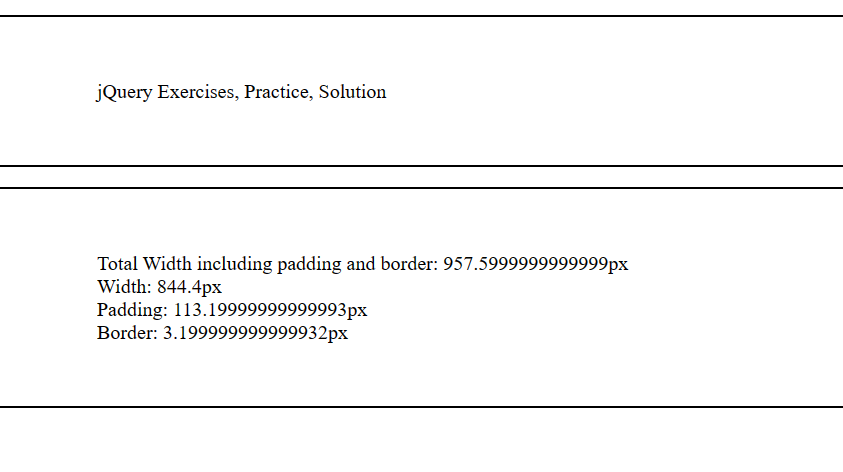 jQuery Exercises, Practice, Solution
Total Width including padding and border: 957.5999999999999px
Width: 844.4px
Padding: 113.19999999999993px
Border: 3.199999999999932px